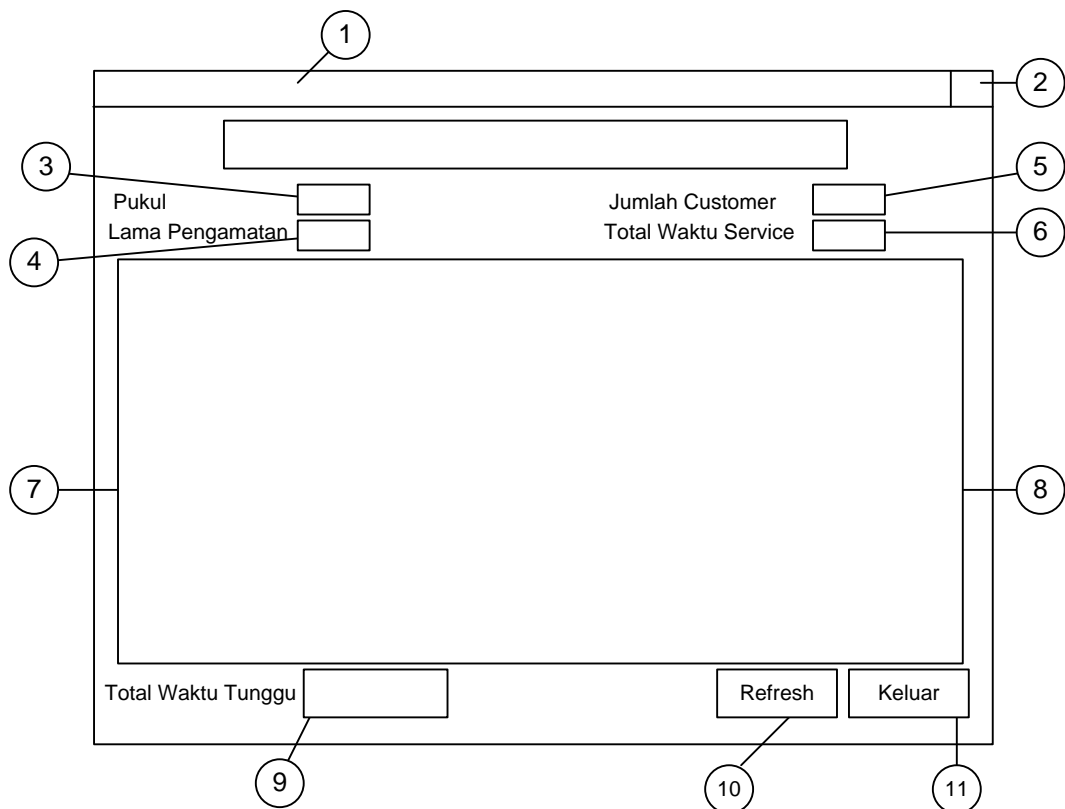 1
2
3
5
Pukul
Jumlah Customer
Lama Pengamatan
Total Waktu Service
4
6
7
8
Total Waktu Tunggu
Refresh
Keluar
9
10
11